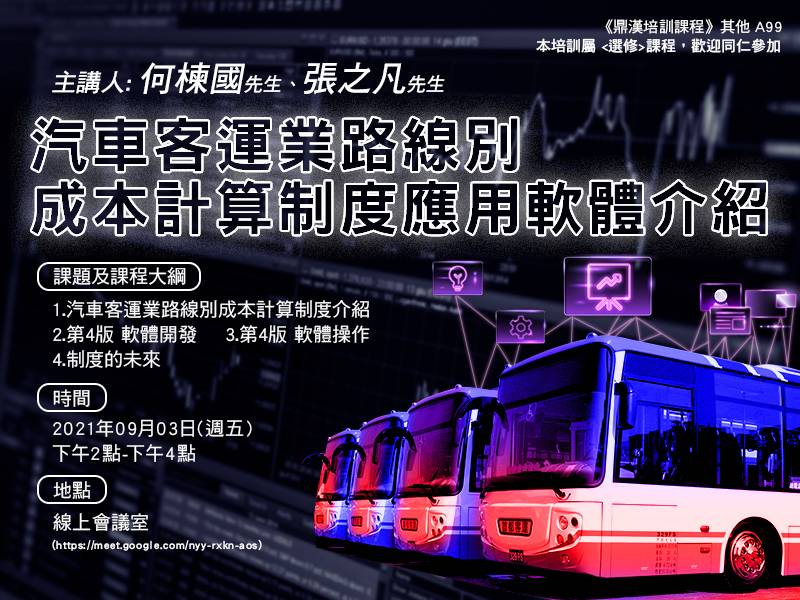 《鼎漢培訓課程》其他 A99
本培訓屬 <選修>課程，歡迎同仁參加
主講人: 何棟國先生、張之凡先生
汽車客運業路線別
成本計算制度應用軟體介紹
課題及課程大綱
1.汽車客運業路線別成本計算制度介紹
2.第4版 軟體開發 3.第4版 軟體操作
4.制度的未來
時間
2021年09月03日(週五)
下午2點-下午4點
地點
線上會議室
(https://meet.google.com/nyy-rxkn-aos)
329FS